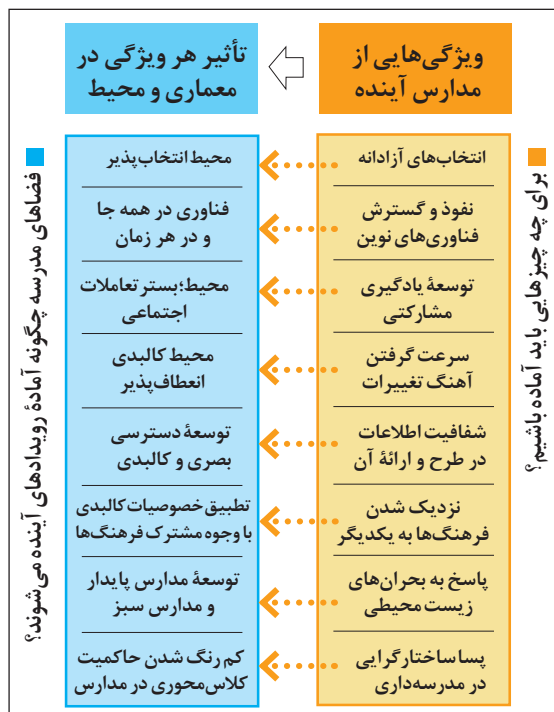 ویژگی‌هایی از
مدارس آینده
تأثیر هر ویژگی در
معماری و محیط
برای چه چیزهایی باید آماده باشیم؟
انتخاب‌های آزادانه
محیط انتخاب‌پذیر
نفوذ و گسترش
فناوری‌های نوین
فناوری در همه جا
و در هر زمان
توسعهٔ یادگیری
مشارکتی
محیط؛بستر تعاملات
اجتماعی
سرعت گرفتن
آهنگ تغییرات
محیط کالبدی
انعطاف‌پذیر
شفافیت اطلاعات
در طرح و ارائهٔ آن
توسعهٔ دسترسی
بصری و کالبدی
نزدیک شدن
فرهنگ‌ها به یکدیگر
تطبیق خصوصیات کالبدی
با وجوه مشترک فرهنگ‌ها
پاسخ به بحران‌های
زیست محیطی
توسعهٔ مدارس پایدار
و مدارس سبز
پساساختارگرایی
در مدرسه‌داری
کم رنگ شدن حاکمیت
کلاس‌محوری در مدارس
فضاهای مدرسه چگونه آمادهٔ رویدادهای آینده می‌شوند؟